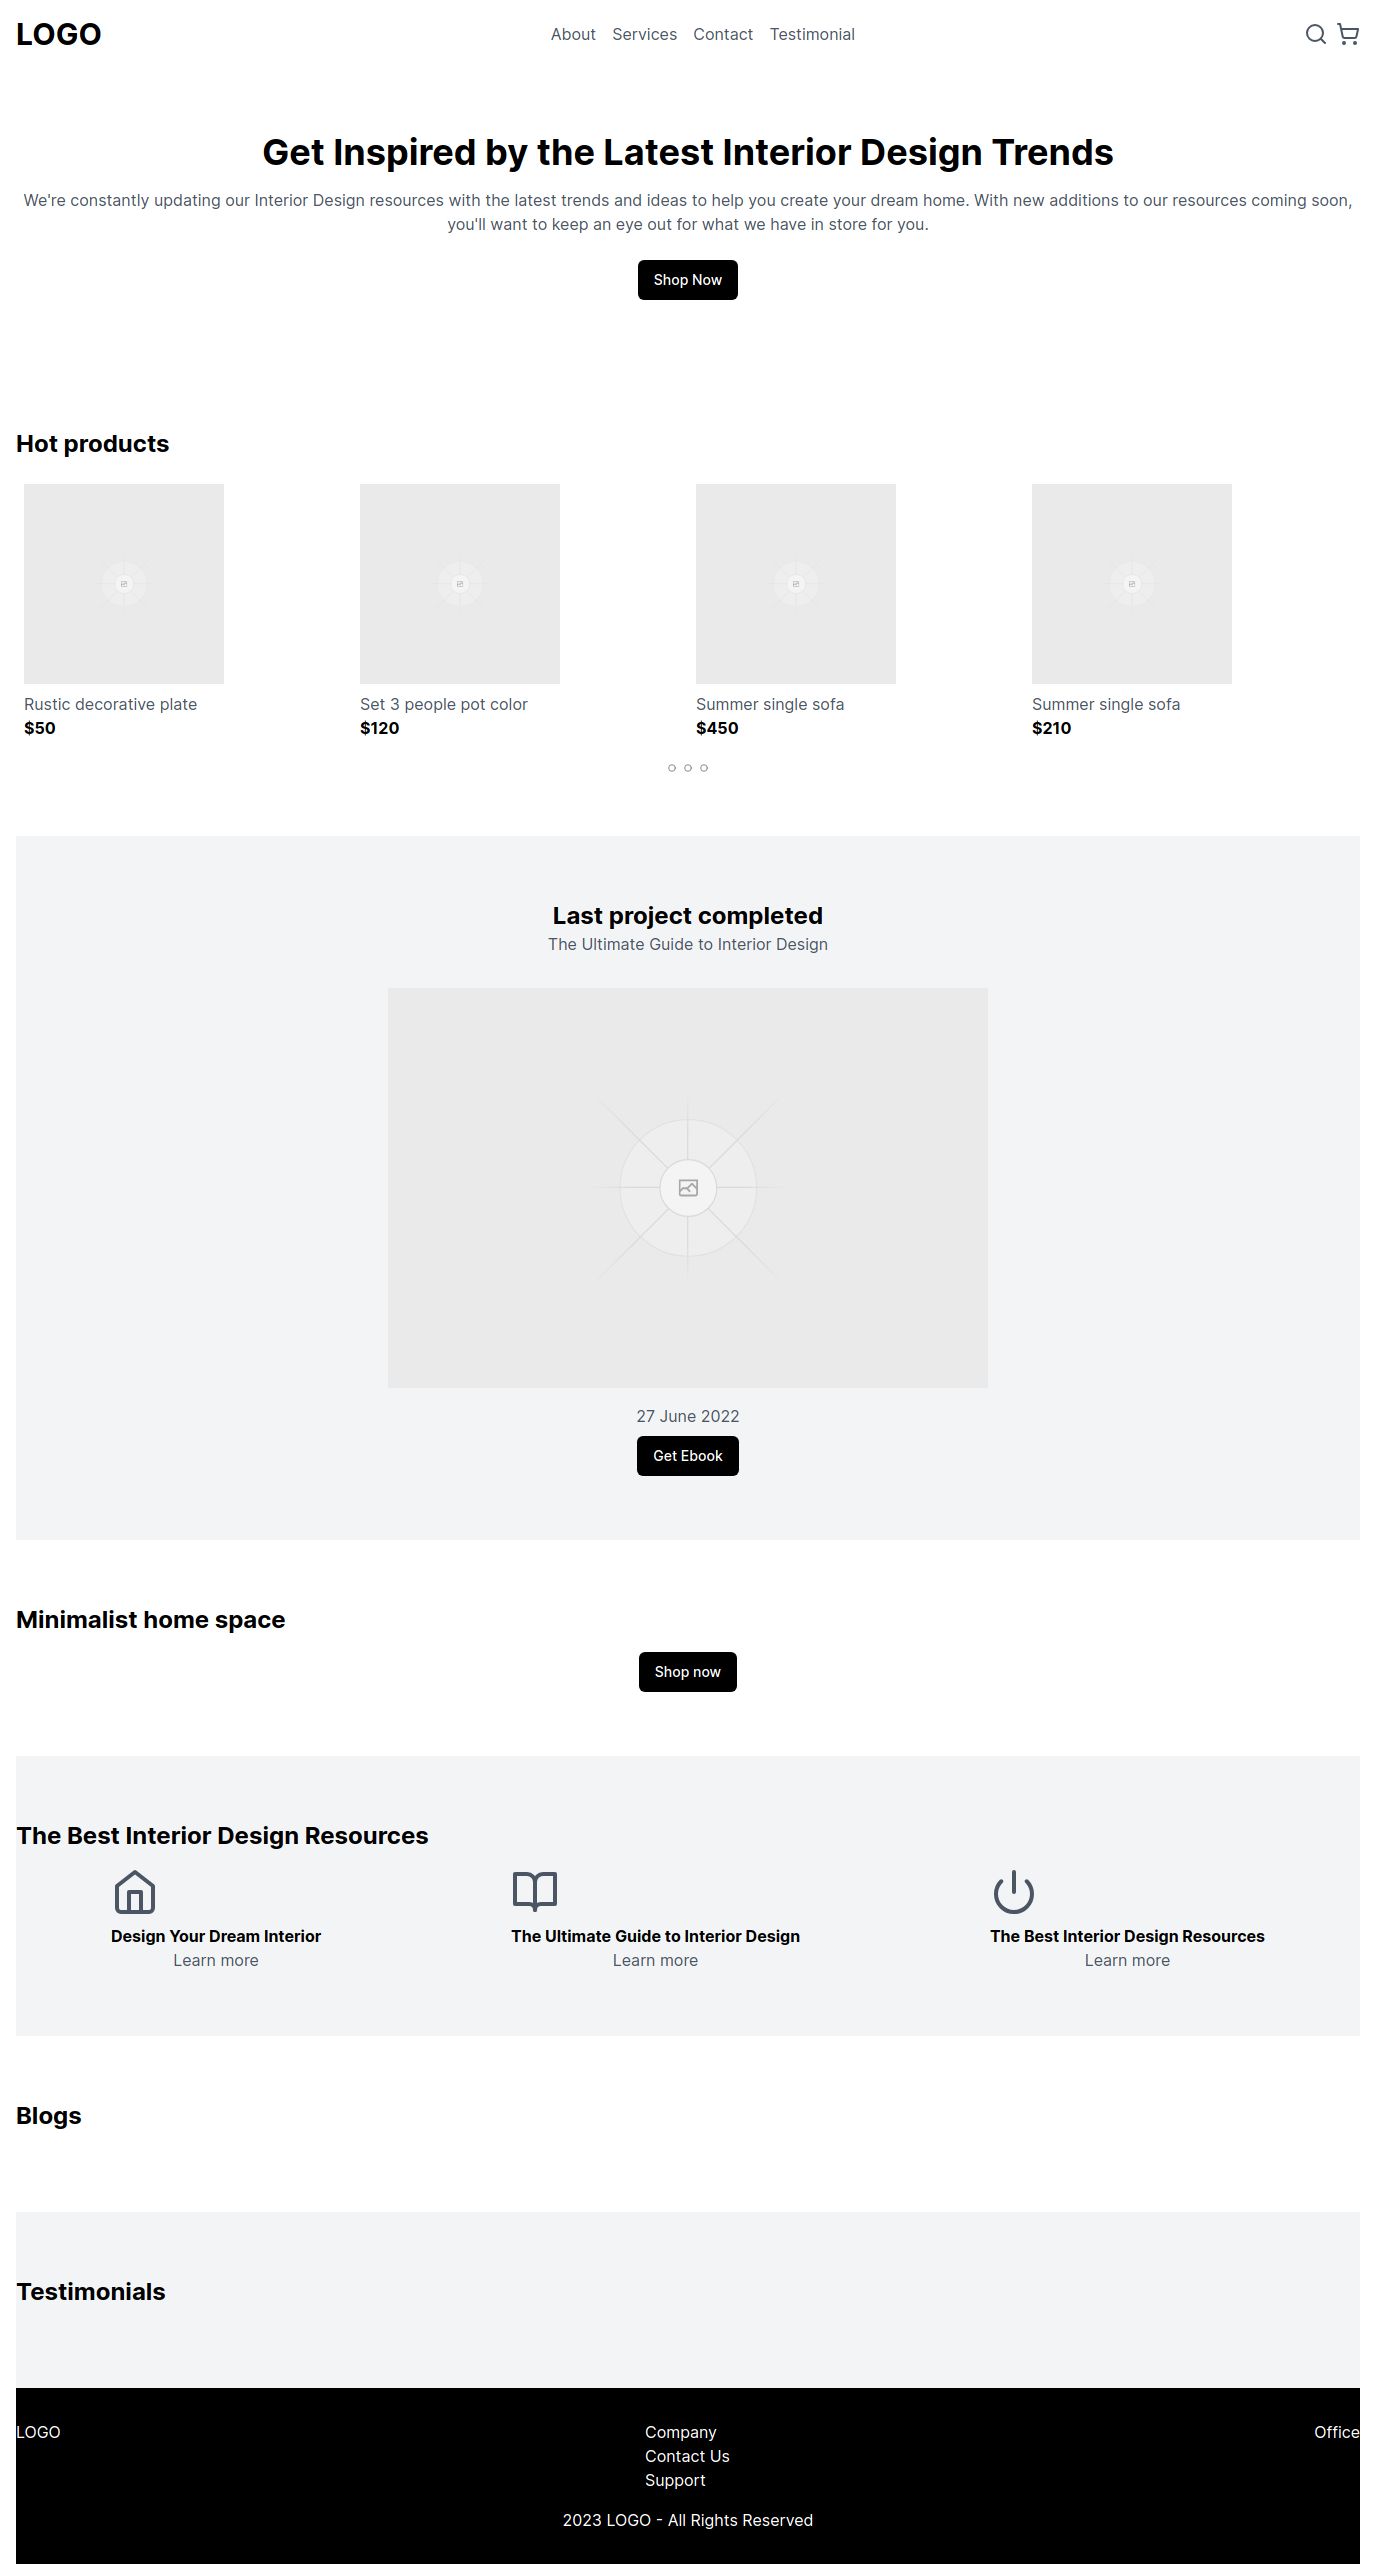 LOGO
About Services Contact Testimonial
Get Inspired by the Latest Interior Design Trends
We're constantly updating our Interior Design resources with the latest trends and ideas to help you create your dream home. With new additions to our resources coming soon,
you'll want to keep an eye out for what we have in store for you.
Shop Now
Hot products
Rustic decorative plate
$50
Set 3 people pot color
$120
Summer single sofa
$450
Summer single sofa
$210
Last project completed
The Ultimate Guide to Interior Design
27 June 2022
Get Ebook
Minimalist home space
Shop now
The Best Interior Design Resources
Design Your Dream Interior
Learn more
The Ultimate Guide to Interior Design
Learn more
The Best Interior Design Resources
Learn more
Blogs
Testimonials
LOGO
Company
Contact Us
Support
Office
2023 LOGO - All Rights Reserved